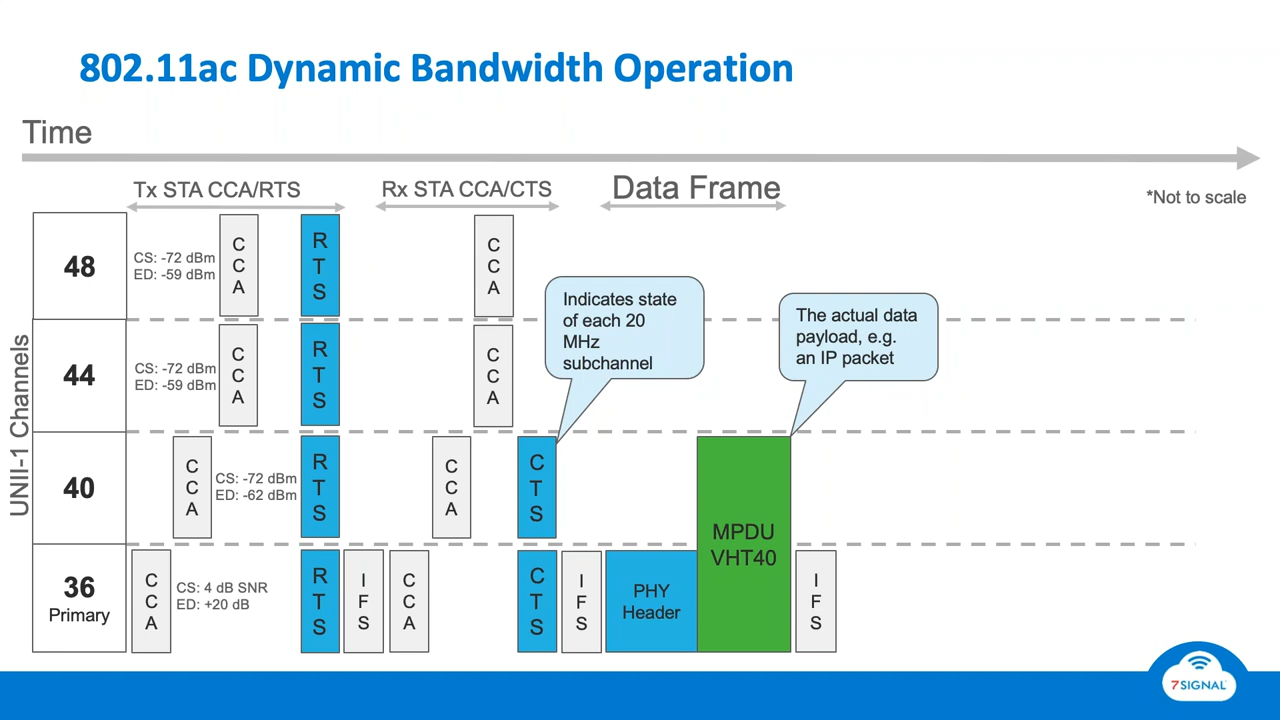 802.11ac Dynamic Bandwidth Operation
Time
Tx STA CCA/RTS
Rx STA CCA/CTS
Data Frame
*Not to scale
UNII-1 Channels
48
CS: -72 dBm
ED: -59 dBm
CCA
RTS
CCA
Indicates state
of each 20
MHz
subchannel
The actual data
payload, e.g.
an IP packet
44
CS: -72 dBm
ED: -59 dBm
CCA
RTS
CCA
40
CCA
CS: -72 dBm
ED: -62 dBm
RTS
CCA
CTS
MPDU
VHT40
36
Primary
CCA
CS: 4 dB SNR
ED: +20 dB
RTS
IFS
CCA
CTS
IFS
PHY
Header
IFS
7SIGNAL